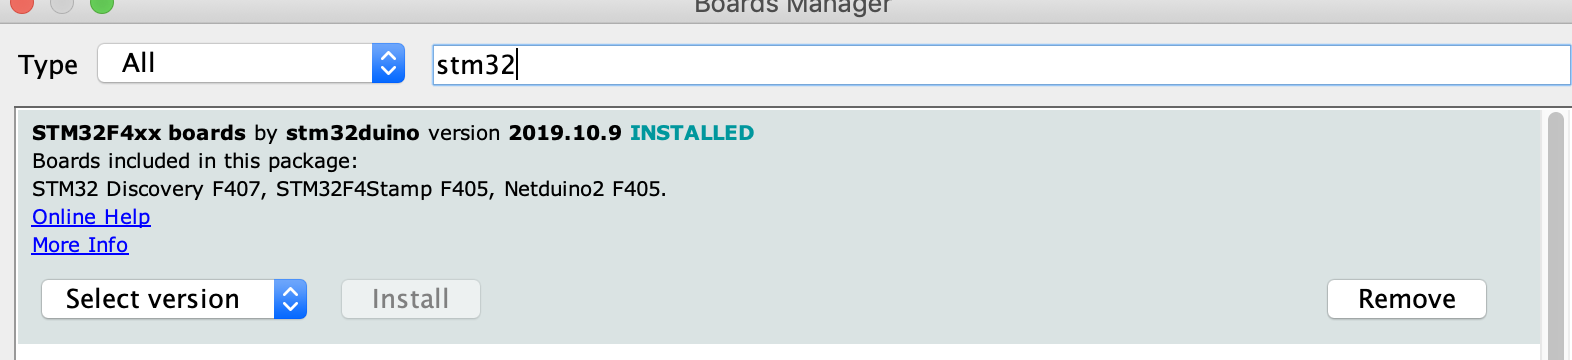 Boards Manager
Type All stm32
STM32F4xx boards by stm32duino version 2019.10.9 INSTALLED
Boards included in this package:
STM32 Discovery F407, STM32F4Stamp F405, Netduino2 F405.
Online Help
More Info
Select version Install Remove